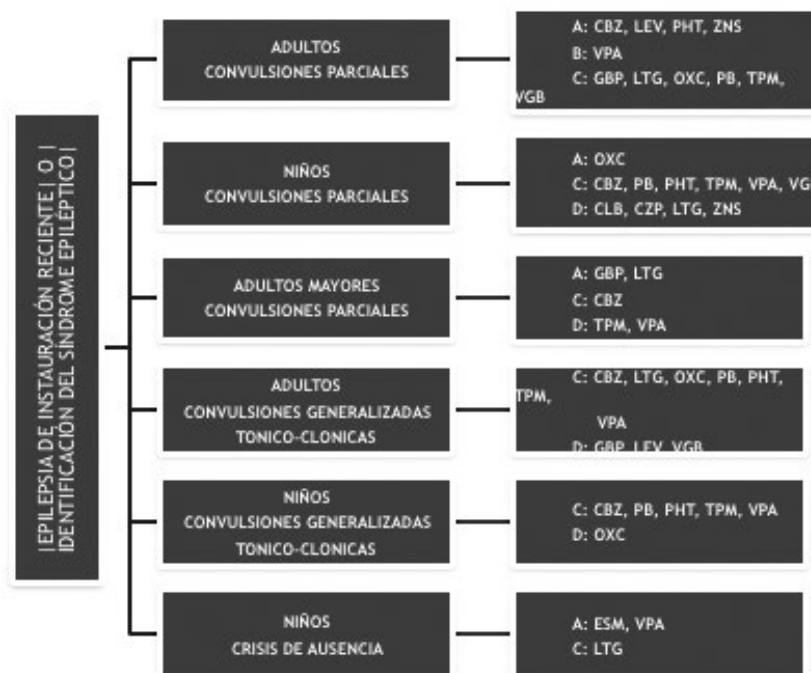 |EPILEPSIA DE INSTAURACIÓN RECIENTE| O |
IDENTIFICACIÓN DEL SÍNDROME EPILEPTICO|
ADULTOS
CONVULSIONES PARCIALES
A: CBZ, LEV, PHT, ZNS
B: VPA
C: GBP, LTG, OXC, PB, TPM,
VGB
NIÑOS
CONVULSIONES PARCIALES
A: OXC
C: CBZ, PB, PHT, TPM, VPA, VG
D: CLB, CZP, LTG, ZNS
ADULTOS MAYORES
CONVULSIONES PARCIALES
A: GBP, LTG
C: CBZ
D: TPM, VPA
ADULTOS
CONVULSIONES GENERALIZADAS
TONICO-CLONICAS
C: CBZ, LTG, OXC, PB, PHT,
TPM,
VPA
D: GBP, LEV, VGB
NIÑOS
CONVULSIONES GENERALIZADAS
TONICO-CLONICAS
C: CBZ, PB, PHT, TPM, VPA
D: OXC
NIÑOS
CRISIS DE AUSENCIA
A: ESM, VPA
C: LTG